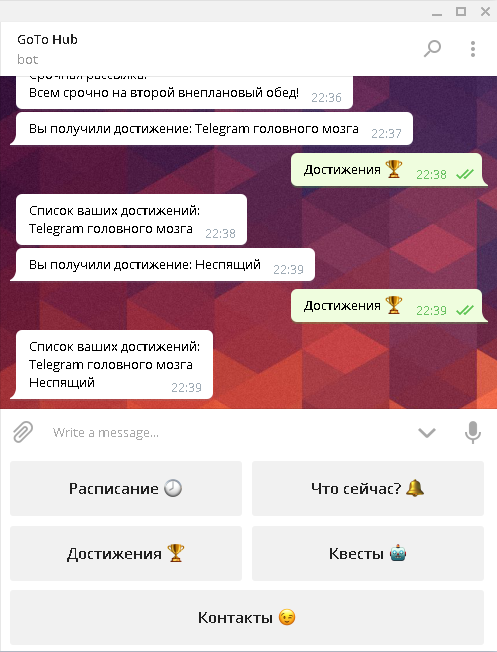 GoTo Hub
bot
Срочная рассылка:
Всем срочно на второй внеплановый обед! 22:36
Вы получили достижение: Telegram головного мозга 22:37
Достижения 🏆 22:38
Список ваших достижений:
Telegram головного мозга 22:38
Вы получили достижение: Неспящий 22:39
Достижения 🏆 22:39
Список ваших достижений:
Telegram головного мозга
Неспящий 22:39
Write a message...
Расписание 🕗 Что сейчас? 🔔
Достижения 🏆 Квесты 🤖
Контакты 😉